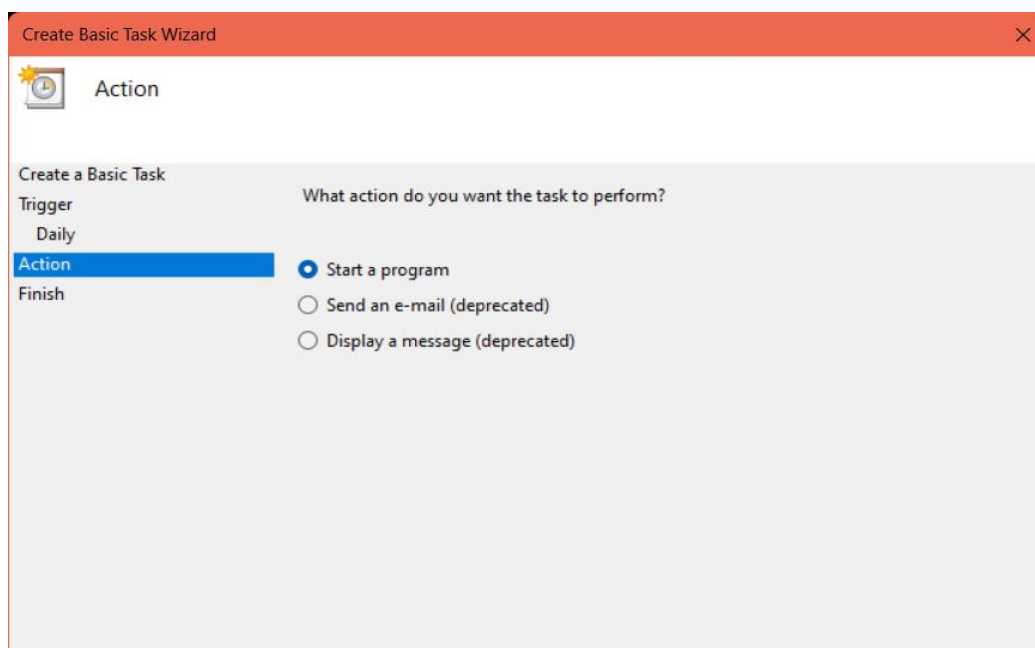 Create Basic Task Wizard
Action
Create a Basic Task
Trigger
Daily
Action
Finish
What action do you want the task to perform?
Start a program
Send an e-mail (deprecated)
Display a message (deprecated)